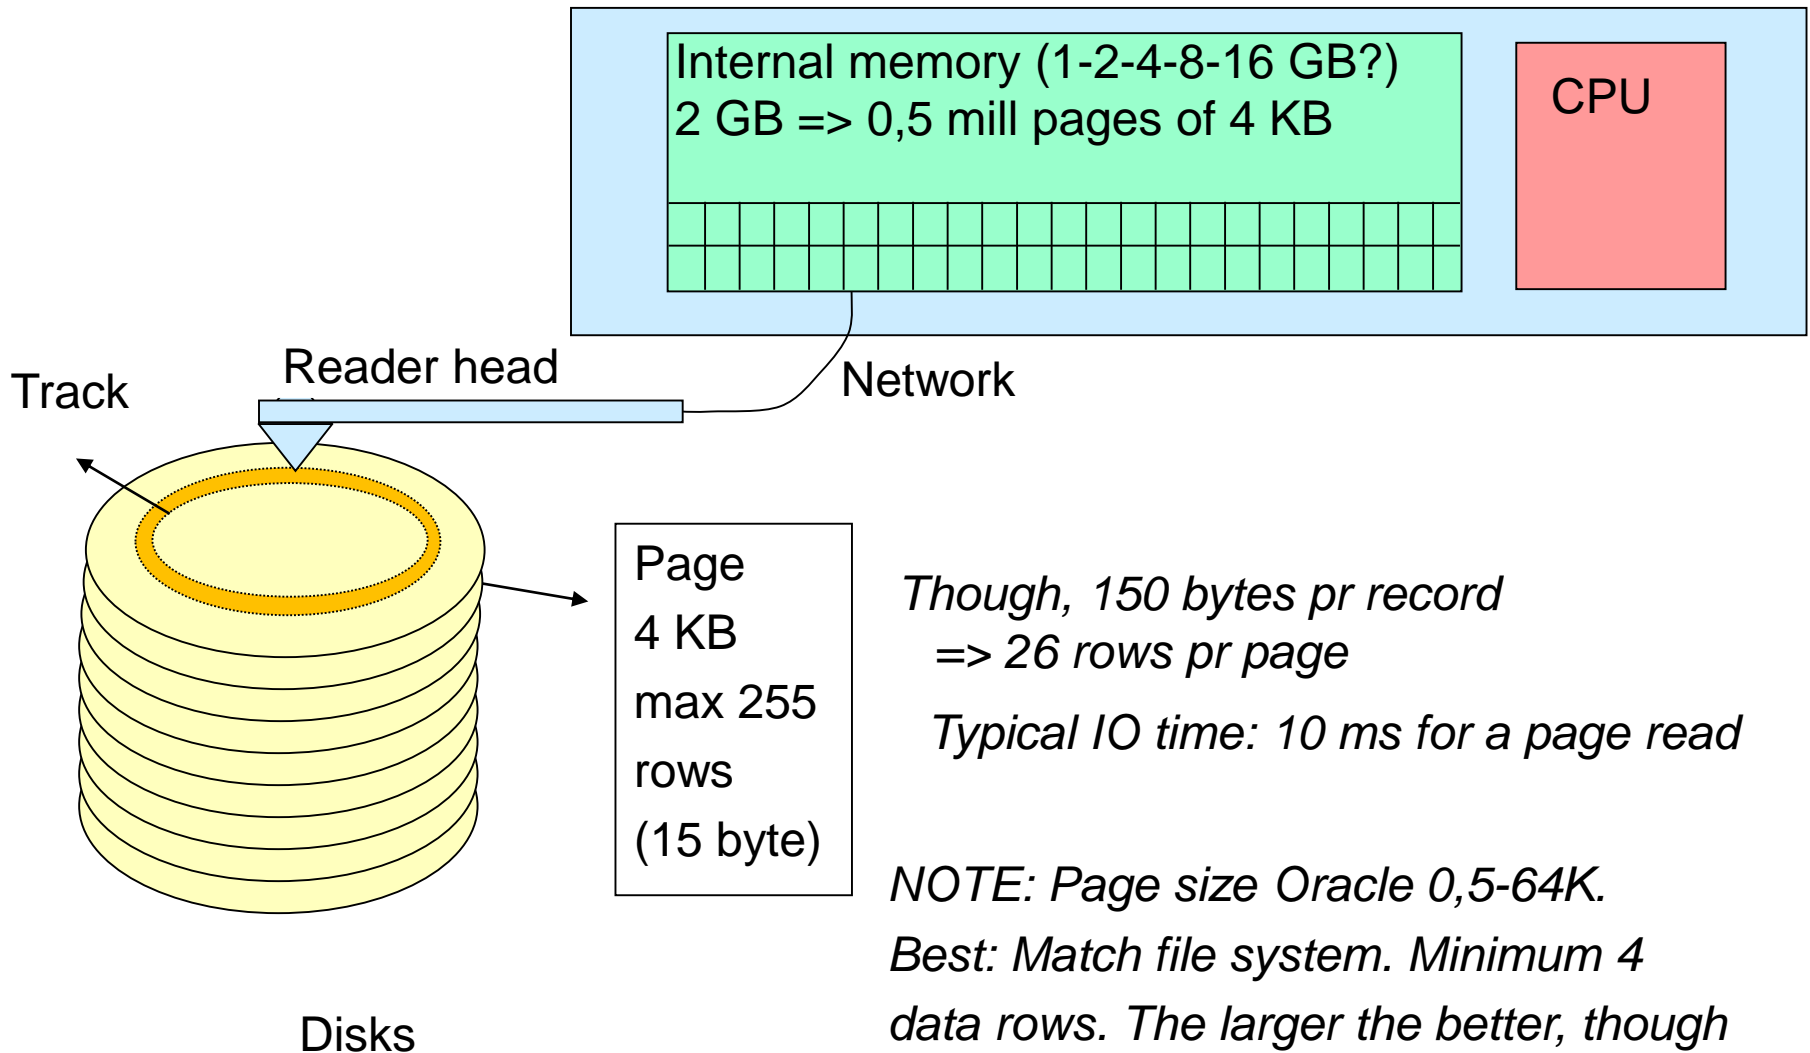 Internal memory (1-2-4-8-16 GB?)
2 GB => 0,5 mill pages of 4 KB
CPU
Reader head
Network
Track
Page
4 KB
max 255
rows
(15 byte)
Though, 150 bytes pr record
=> 26 rows pr page
Typical IO time: 10 ms for a page read
NOTE: Page size Oracle 0,5-64K.
Best: Match file system. Minimum 4
data rows. The larger the better, though
Disks